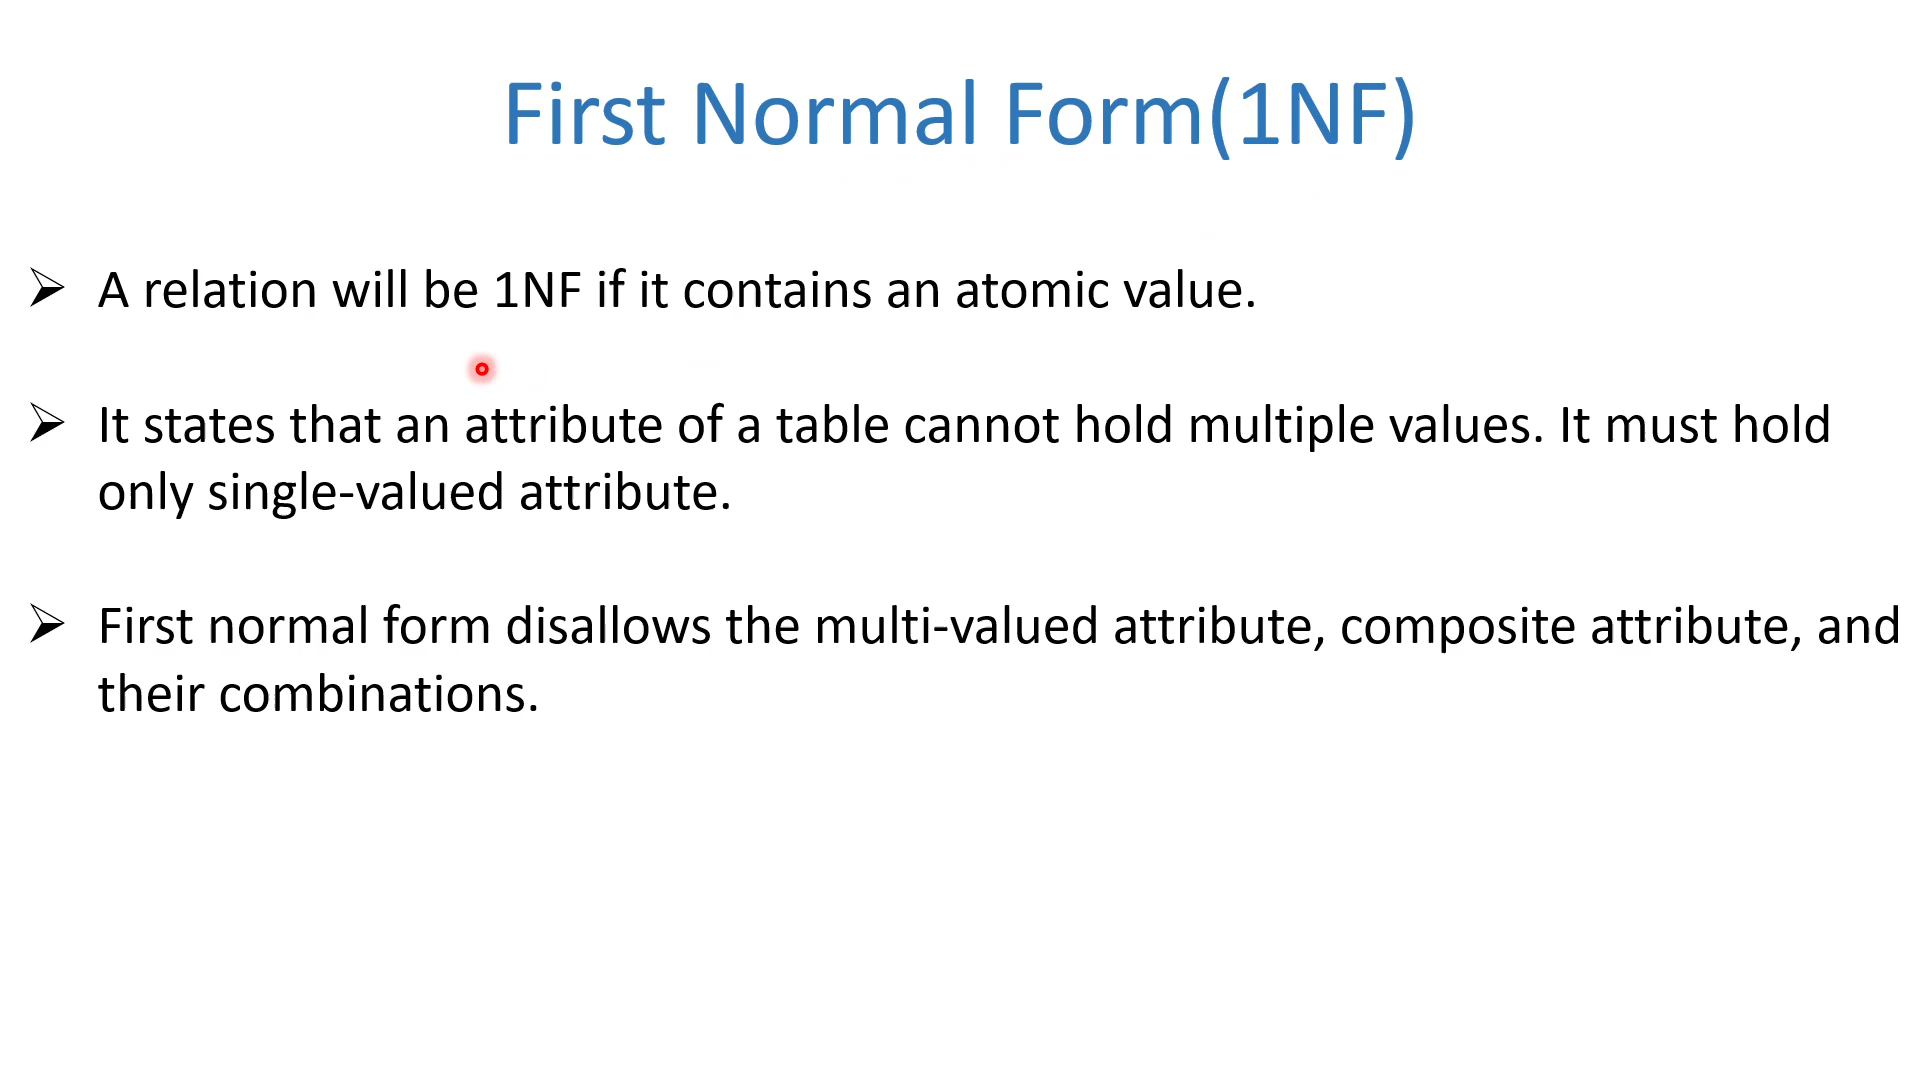 First Normal Form(1NF)
A relation will be 1NF if it contains an atomic value.
It states that an attribute of a table cannot hold multiple values. It must hold
only single-valued attribute.
First normal form disallows the multi-valued attribute, composite attribute, and
their combinations.